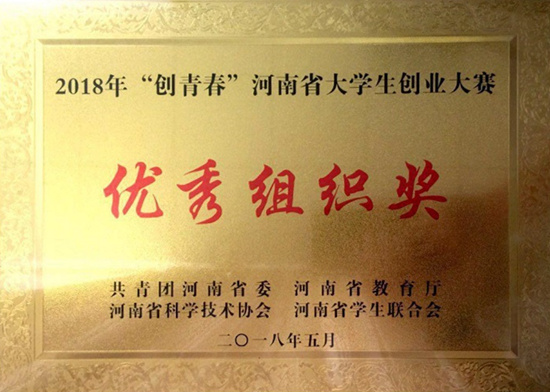 2018年“创青春”河南省大学生创业大赛
优秀组织奖
共青团河南省委 河南省教育厅
河南省科学技术协会 河南省学生联合会
二〇一八年五月